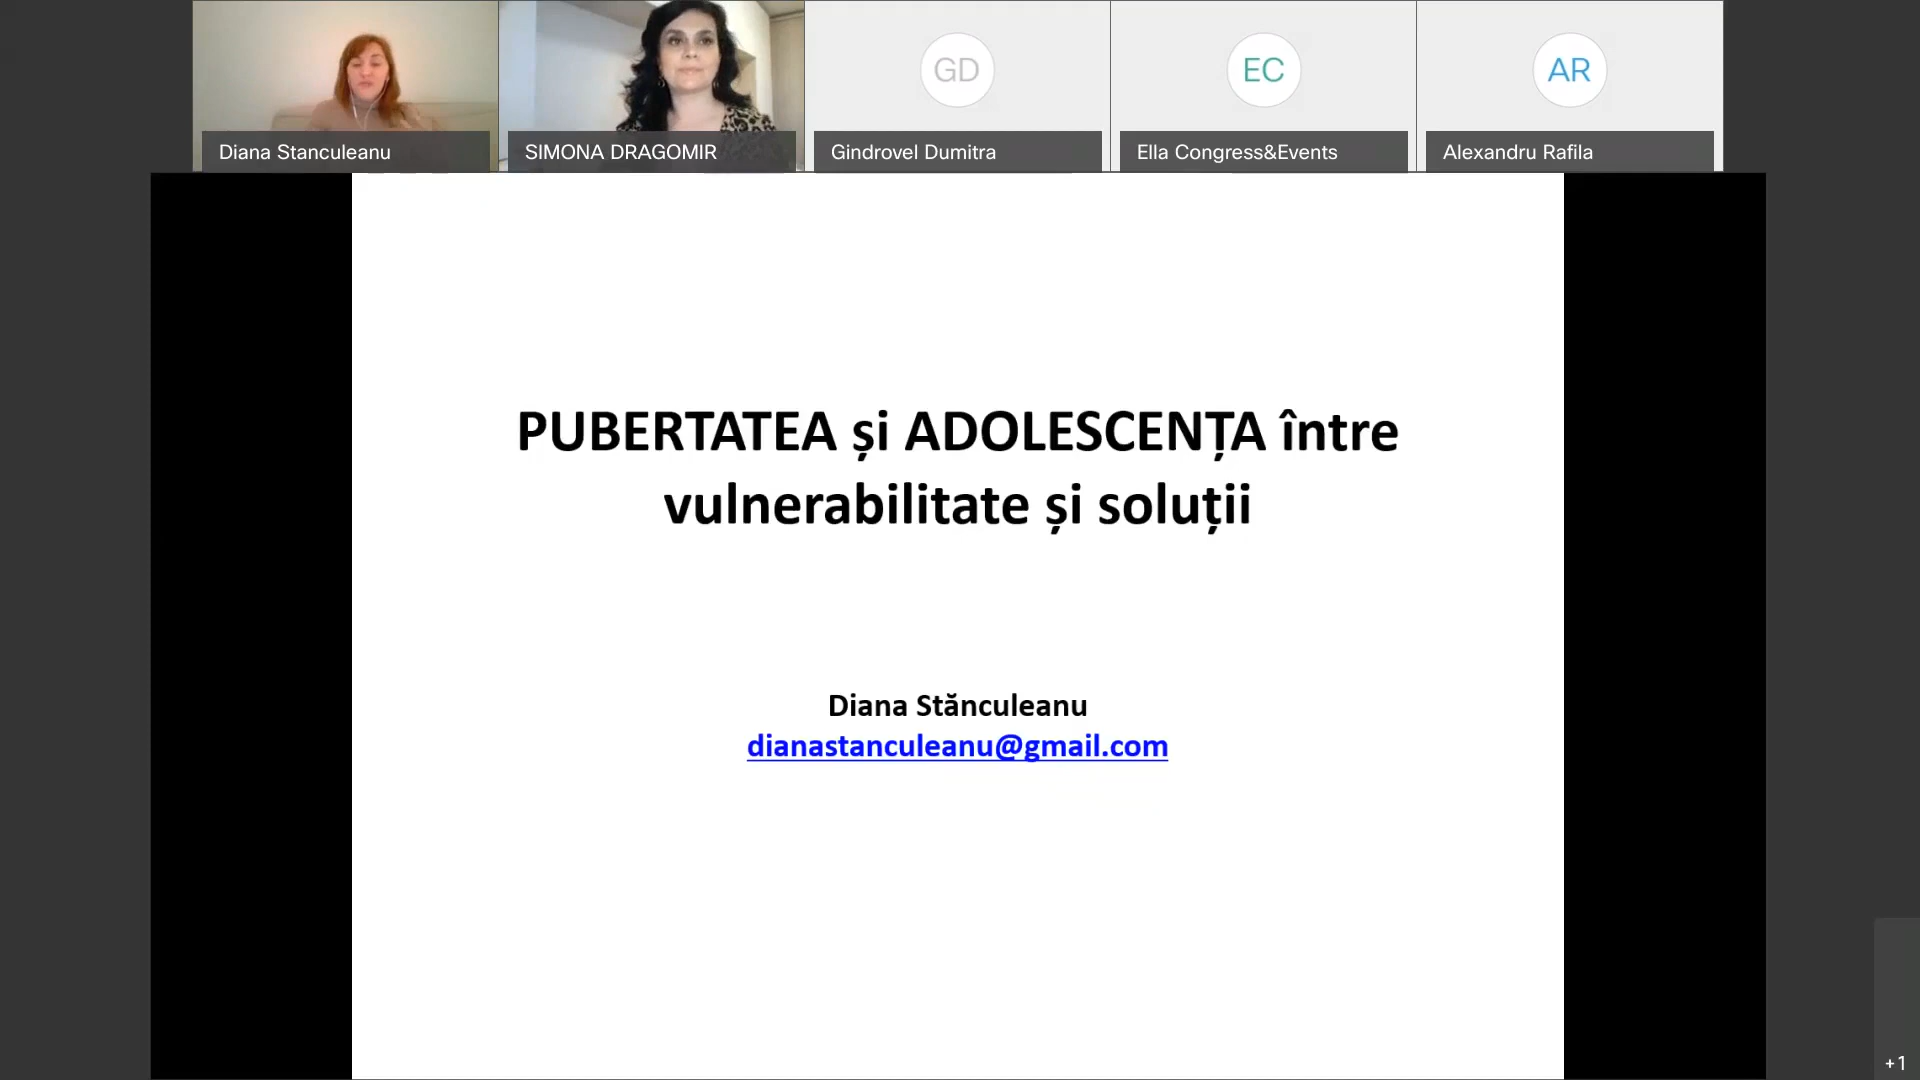 Diana Stanculeanu
SIMONA DRAGOMIR
GD
Gindrovel Dumitra
EC
Ella Congress&Events
AR
Alexandru Rafila
PUBERTATEA și ADOLESCENȚA între
vulnerabilitate și soluții
Diana Stănculeanu
dianastanculeanu@gmail.com
+1